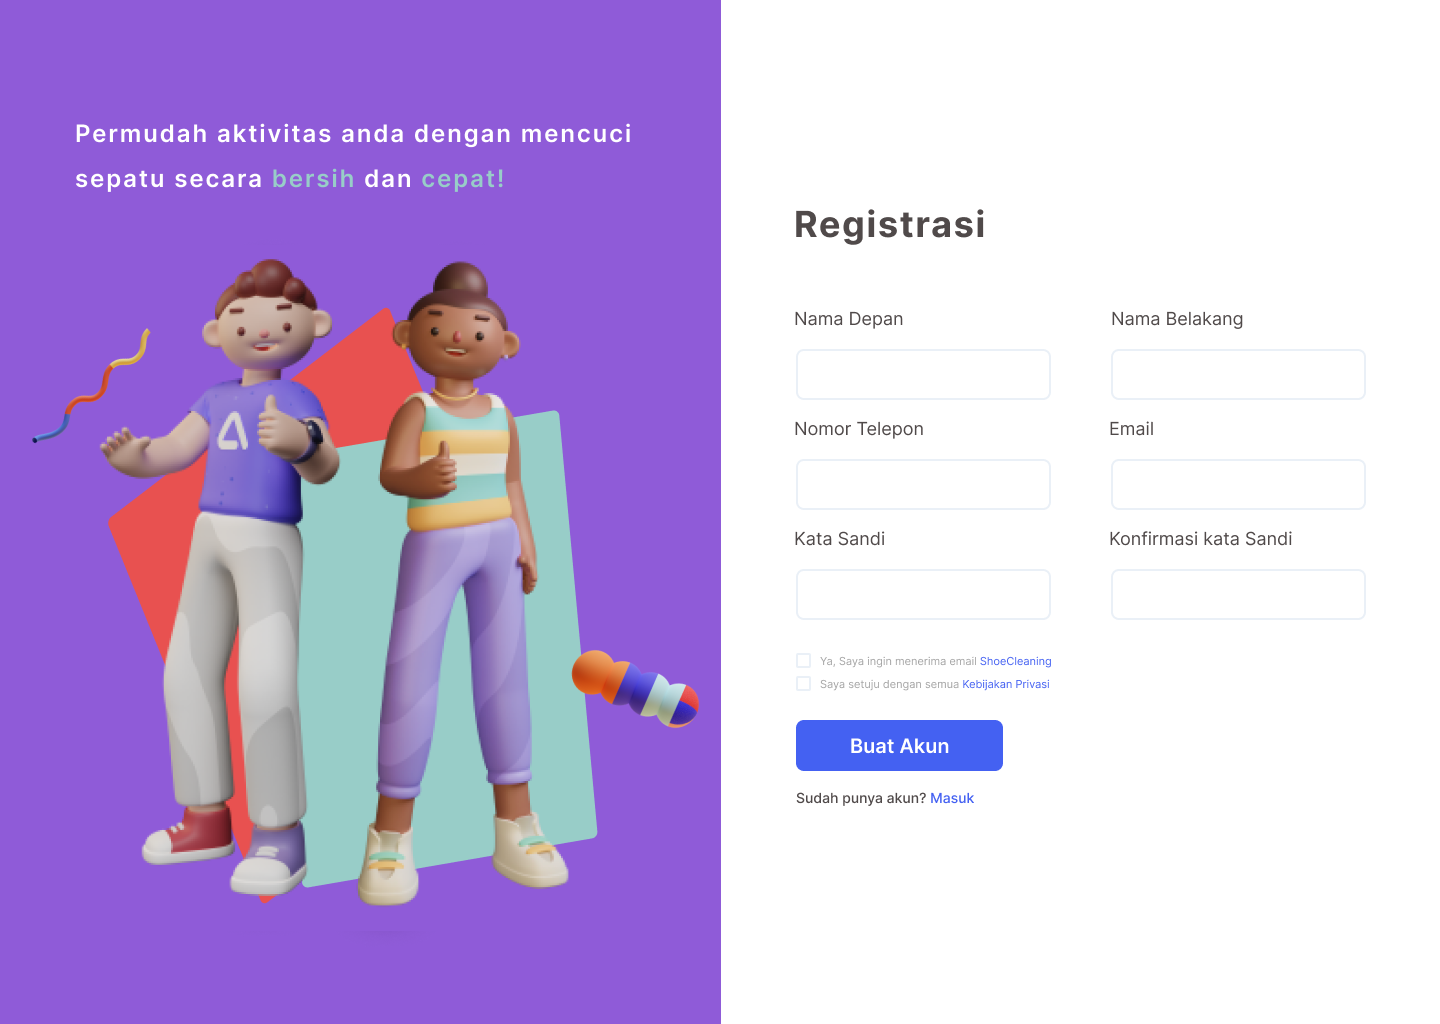 Permudah aktivitas anda dengan mencuci
sepatu secara bersih dan cepat!
Registrasi
Nama Depan
Nama Belakang
Nomor Telepon
Email
Kata Sandi
Konfirmasi kata Sandi
Ya, Saya ingin menerima email ShoeCleaning
Saya setuju dengan semua Kebijakan Privasi
Buat Akun
Sudah punya akun? Masuk